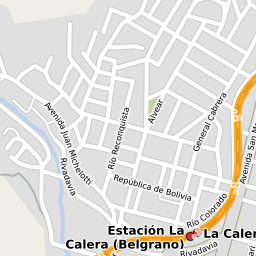 General Cabrera
Alvear
Río Reconquista
Avenida Juan Michelotti
Rivadavia
República de Bolivia
Río Colorado
Avenida San
Estación La
Calera (Belgrano)
La Caler
Rivadavia